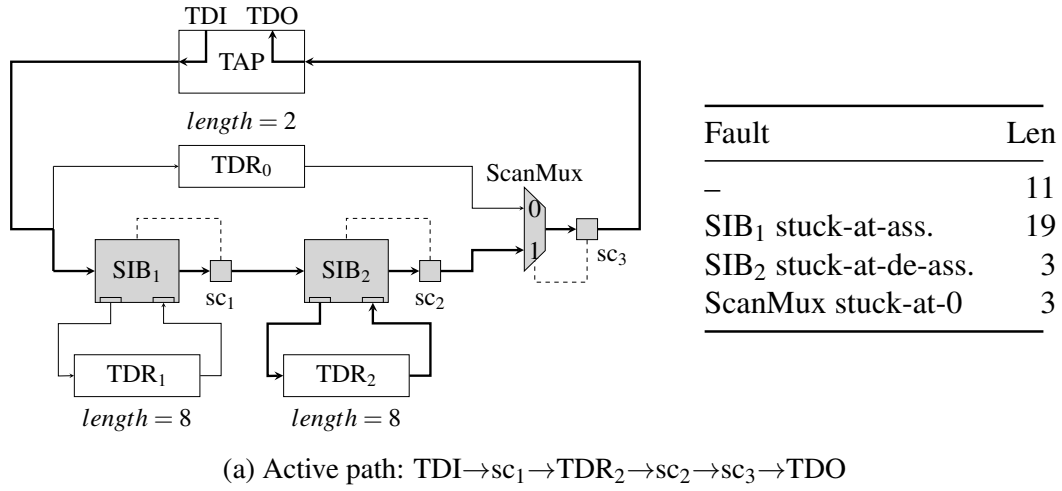 TDI TDO
TAP
length = 2
TDR0
ScanMux
0
1
SIB1
SIB2
sc1
sc2
sc3
TDR1
TDR2
length = 8
length = 8
Fault Len
– 11
SIB1 stuck-at-ass. 19
SIB2 stuck-at-de-ass. 3
ScanMux stuck-at-0 3
(a) Active path: TDI→sc1→TDR2→sc2→sc3→TDO